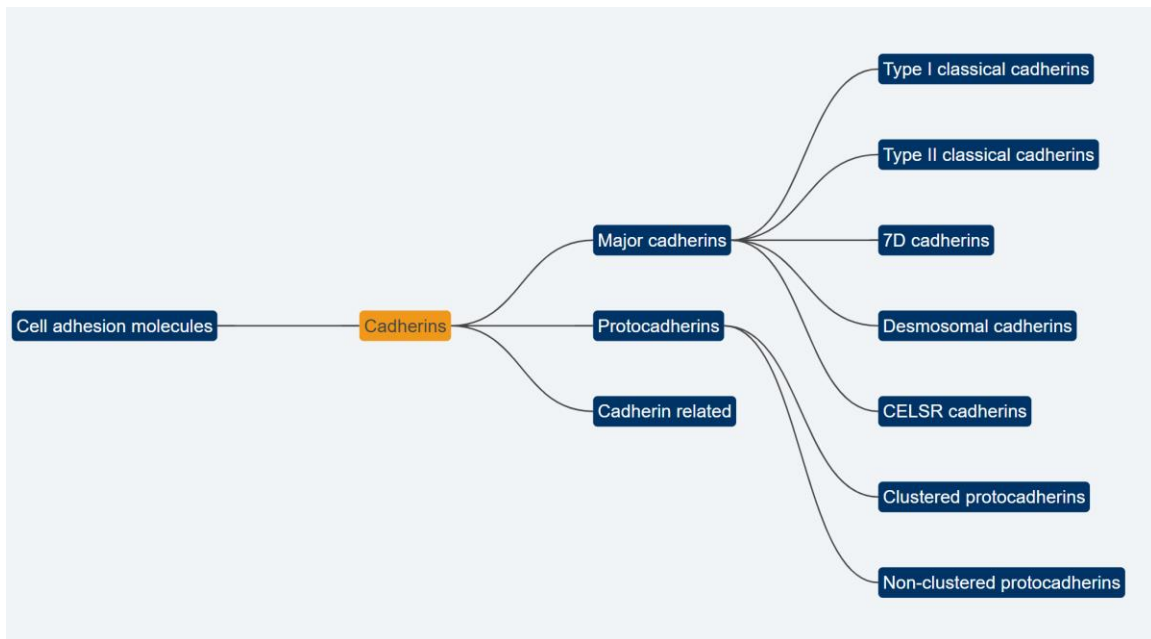 Type I classical cadherins
Type II classical cadherins
Major cadherins
7D cadherins
Cell adhesion molecules
Cadherins
Protocadherins
Desmosomal cadherins
Cadherin related
CELSR cadherins
Clustered protocadherins
Non-clustered protocadherins